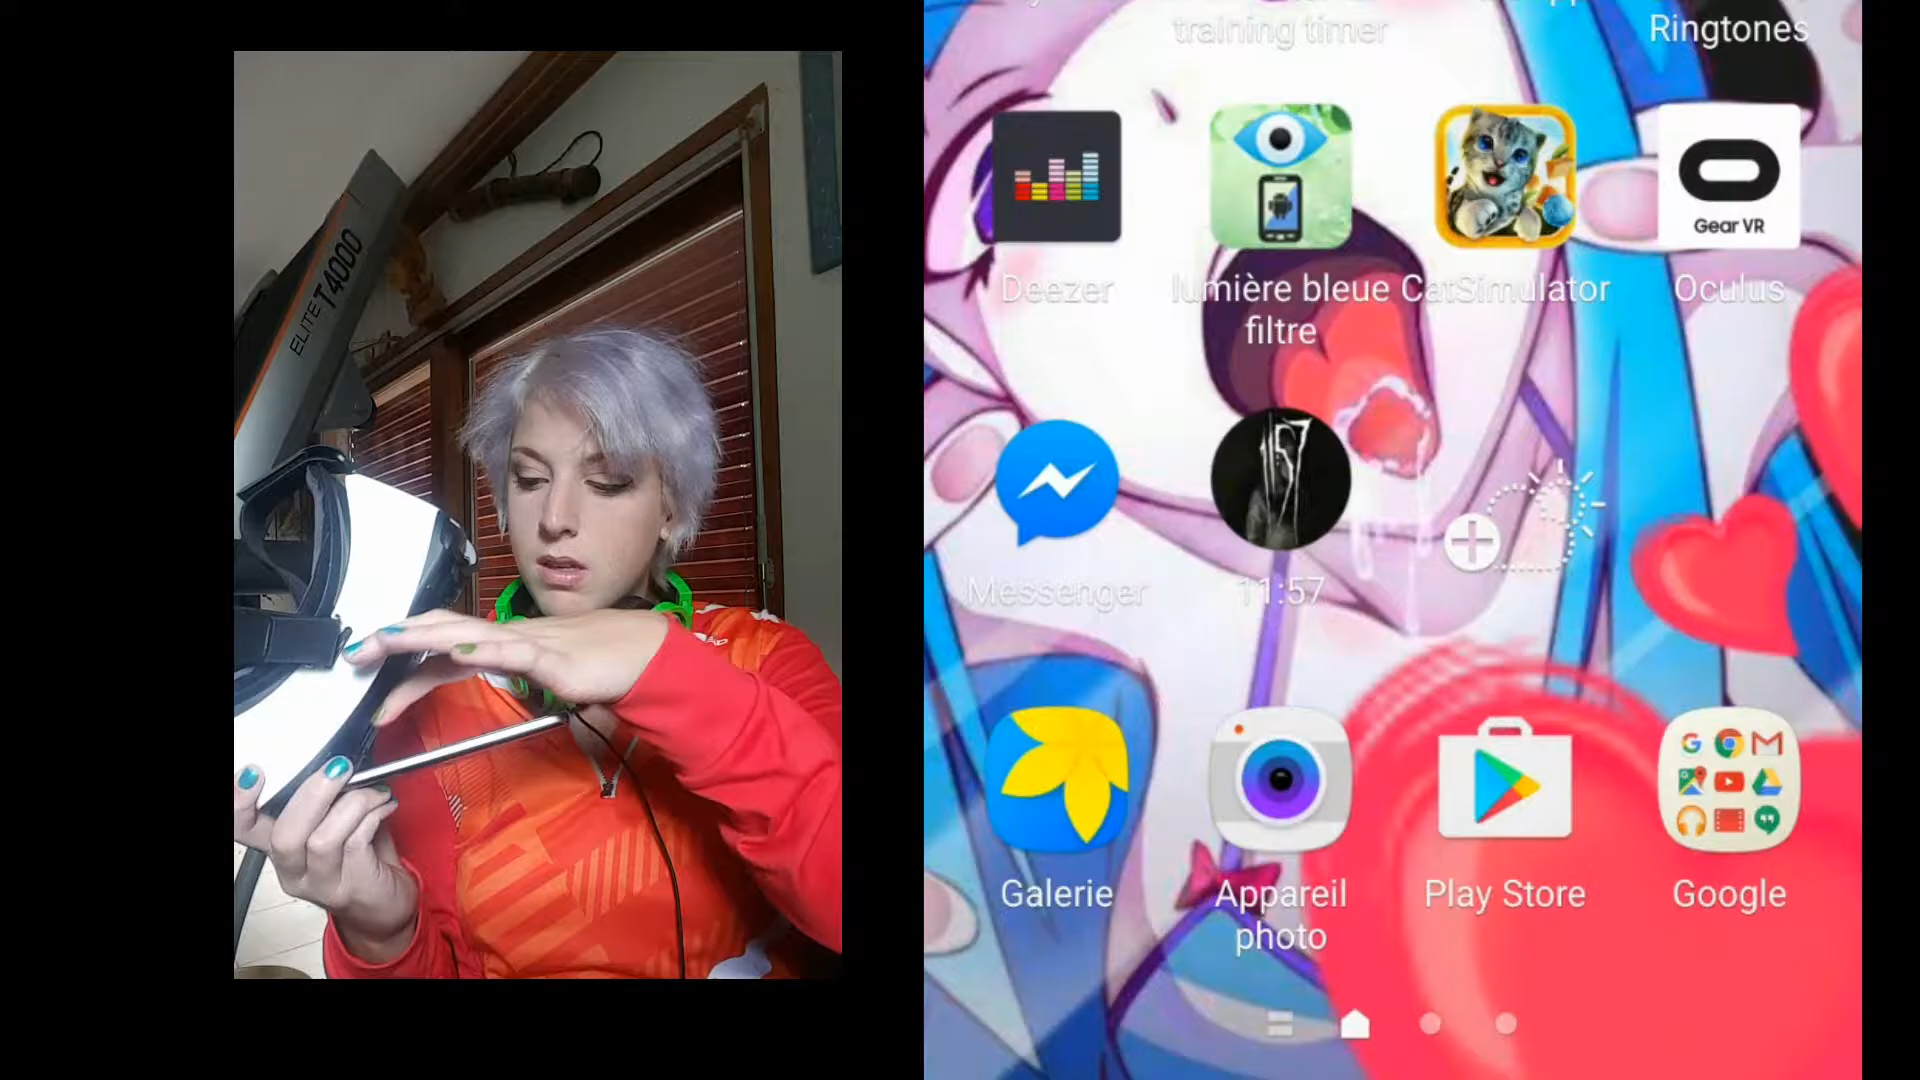 training timer
Ringtones
ELITE T4000
Gear VR
Deezer
lumière bleue
filtre
CatSimulator
Oculus
Messenger
11:57
Galerie
Appareil
photo
Play Store
Google